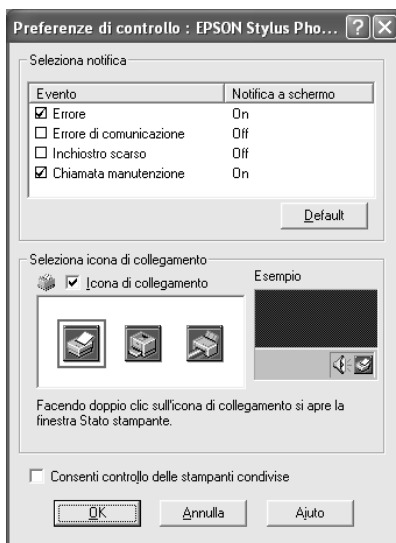 Preferenze di controllo : EPSON Stylus Pho...
Seleziona notifica
Evento Notifica a schermo
Errore On
Errore di comunicazione Off
Inchiostro scarso Off
Chiamata manutenzione On
Default
Seleziona icona di collegamento
Icona di collegamento
Esempio
Facendo doppio clic sull'icona di collegamento si apre la
finestra Stato stampante.
Consenti controllo delle stampanti condivise
OK Annulla Aiuto